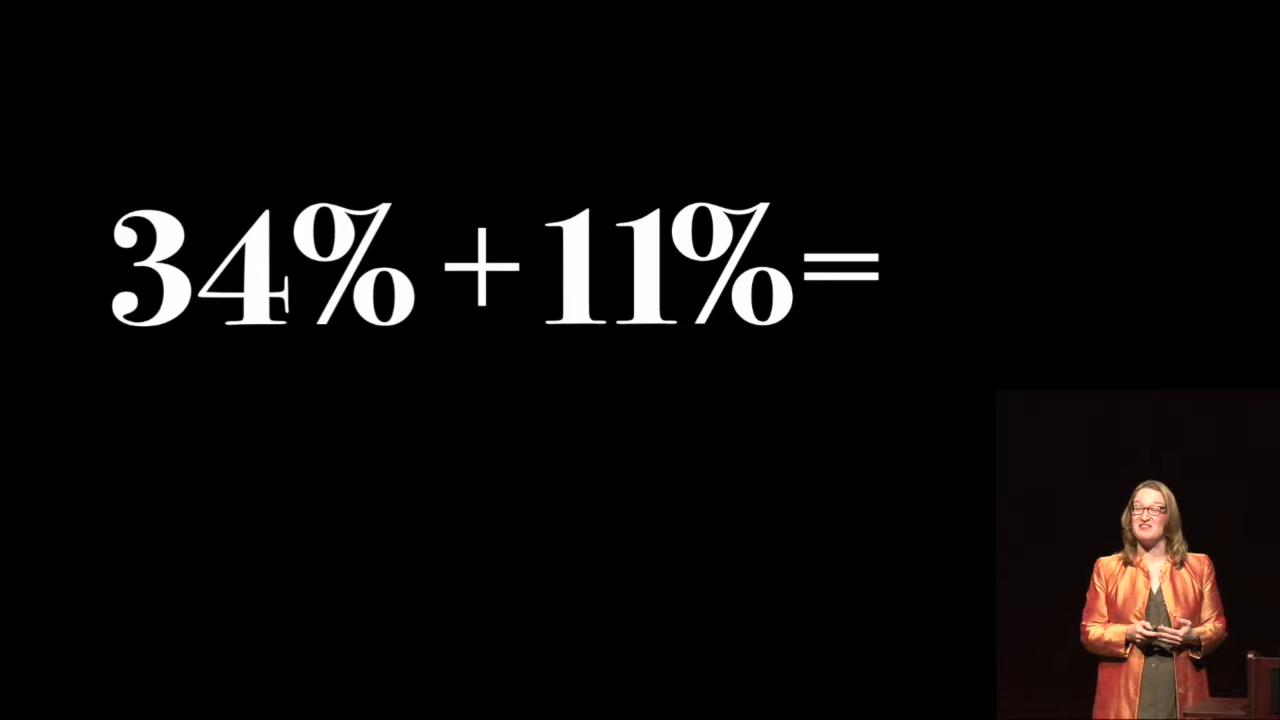 34% + 11% =